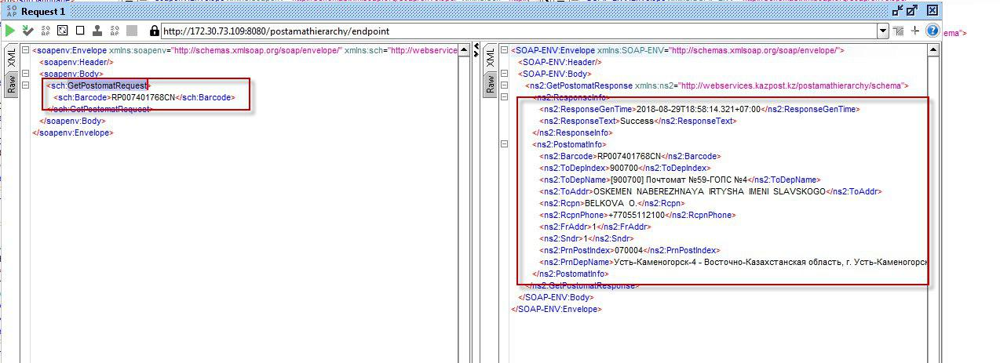 SO AP Request 1
http://172.30.73.109:8080/postamathierarchy/endpoint
ema">
XML
Raw
<soapenv:Envelope xmlns:soapenv="http://schemas.xmlsoap.org/soap/envelope/" xmlns:sch="http://webservice
<soapenv:Header/>
<soapenv:Body>
<sch:GetPostomatRequest>
<sch:Barcode>RP007401768CN</sch:Barcode>
</sch:GetPostomatRequest>
</soapenv:Body>
</soapenv:Envelope>
XML
Raw
<SOAP-ENV:Envelope xmlns:SOAP-ENV="http://schemas.xmlsoap.org/soap/envelope/">
<SOAP-ENV:Header/>
<SOAP-ENV:Body>
<ns2:GetPostomatResponse xmlns:ns2="http://webservices.kazpost.kz/postamathierarchy/schema">
<ns2:ResponseInfo>
<ns2:ResponseGenTime>2018-08-29T18:58:14.321+07:00</ns2:ResponseGenTime>
<ns2:ResponseText>Success</ns2:ResponseText>
</ns2:ResponseInfo>
<ns2:PostomatInfo>
<ns2:Barcode>RP007401768CN</ns2:Barcode>
<ns2:ToDepIndex>900700</ns2:ToDepIndex>
<ns2:ToDepName>[900700] Почтомат №59-ГОПС №4</ns2:ToDepName>
<ns2:ToAddr>OSKEMEN NABEREZHNAYA IRTYSHA IMENI SLAVSKOGO</ns2:ToAddr>
<ns2:Rcpn>BELKOVA O.</ns2:Rcpn>
<ns2:RcpnPhone>+77055112100</ns2:RcpnPhone>
<ns2:FrAddr>1</ns2:FrAddr>
<ns2:Sndr>1</ns2:Sndr>
<ns2:PrnPostIndex>070004</ns2:PrnPostIndex>
<ns2:PrnDepName>Усть-Каменогорск-4 - Восточно-Казахстанская область, г. Усть-Каменогорск
</ns2:PostomatInfo>
</ns2:GetPostomatResponse>
</SOAP-ENV:Body>
</SOAP-ENV:Envelope>